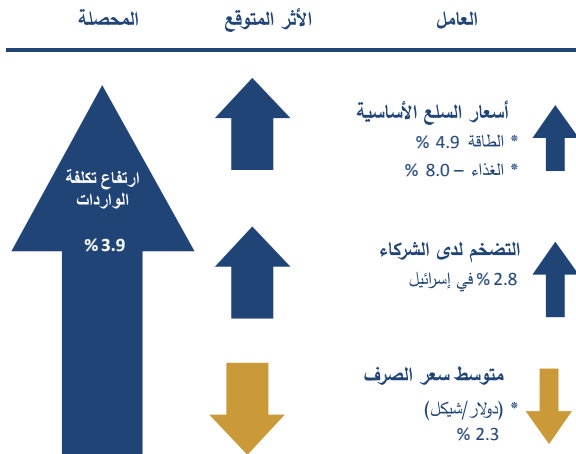 العامل
الأثر المتوقع
المحصلة
أسعار السلع الأساسية
* الطاقة 4.9 %
* الغذاء – 8.0 %
ارتفاع تكلفة
الواردات
3.9 %
التضخم لدى الشركاء
2.8 % في إسرائيل
متوسط سعر الصرف
* (دولار/شيكل)
2.3 %